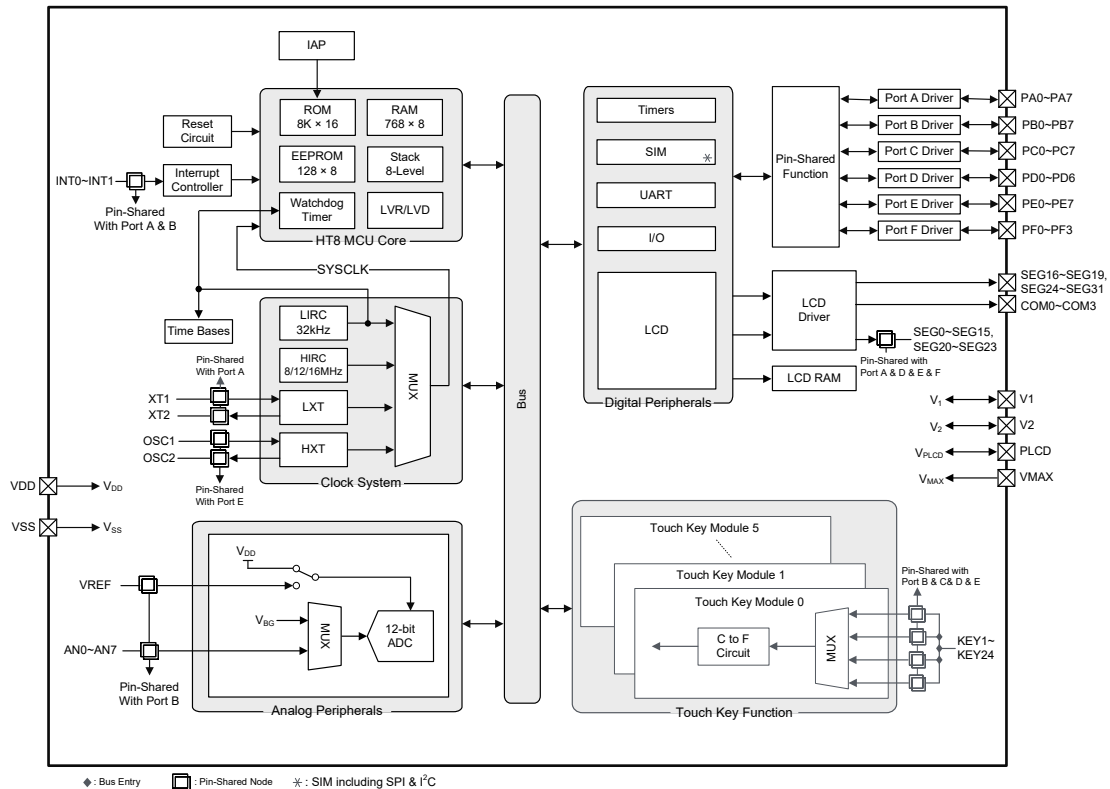 IAP
ROM
8K × 16
RAM
768 × 8
EEPROM
128 × 8
Stack
8-Level
Watchdog
Timer
LVR/LVD
HT8 MCU Core
Reset
Circuit
INT0~INT1
Interrupt
Controller
Pin-Shared
With Port A & B
SYSCLK
Time Bases
LIRC
32kHz
HIRC
8/12/16MHz
LXT
HXT
MUX
Clock System
Pin-Shared
With Port A
XT1
XT2
OSC1
OSC2
Pin-Shared
With Port E
VDD
VDD
VSS
VSS
VREF
AN0~AN7
Pin-Shared
With Port B
VDD
VBG
MUX
12-bit
ADC
Analog Peripherals
Bus
Timers
SIM
*
UART
I/O
LCD
Digital Peripherals
Pin-Shared
Function
Port A Driver
PA0~PA7
Port B Driver
PB0~PB7
Port C Driver
PC0~PC7
Port D Driver
PD0~PD6
Port E Driver
PE0~PE7
Port F Driver
PF0~PF3
LCD
Driver
SEG16~SEG19,
SEG24~SEG31
COM0~COM3
SEG0~SEG15,
SEG20~SEG23
Pin-Shared with
Port A & D & E & F
LCD RAM
V1
V1
V2
V2
VPLCD
PLCD
VMAX
VMAX
Touch Key Module 5
Touch Key Module 1
Touch Key Module 0
C to F
Circuit
MUX
Pin-Shared with
Port B & C& D & E
KEY1~
KEY24
Touch Key Function
: Bus Entry
: Pin-Shared Node
* : SIM including SPI & I²C